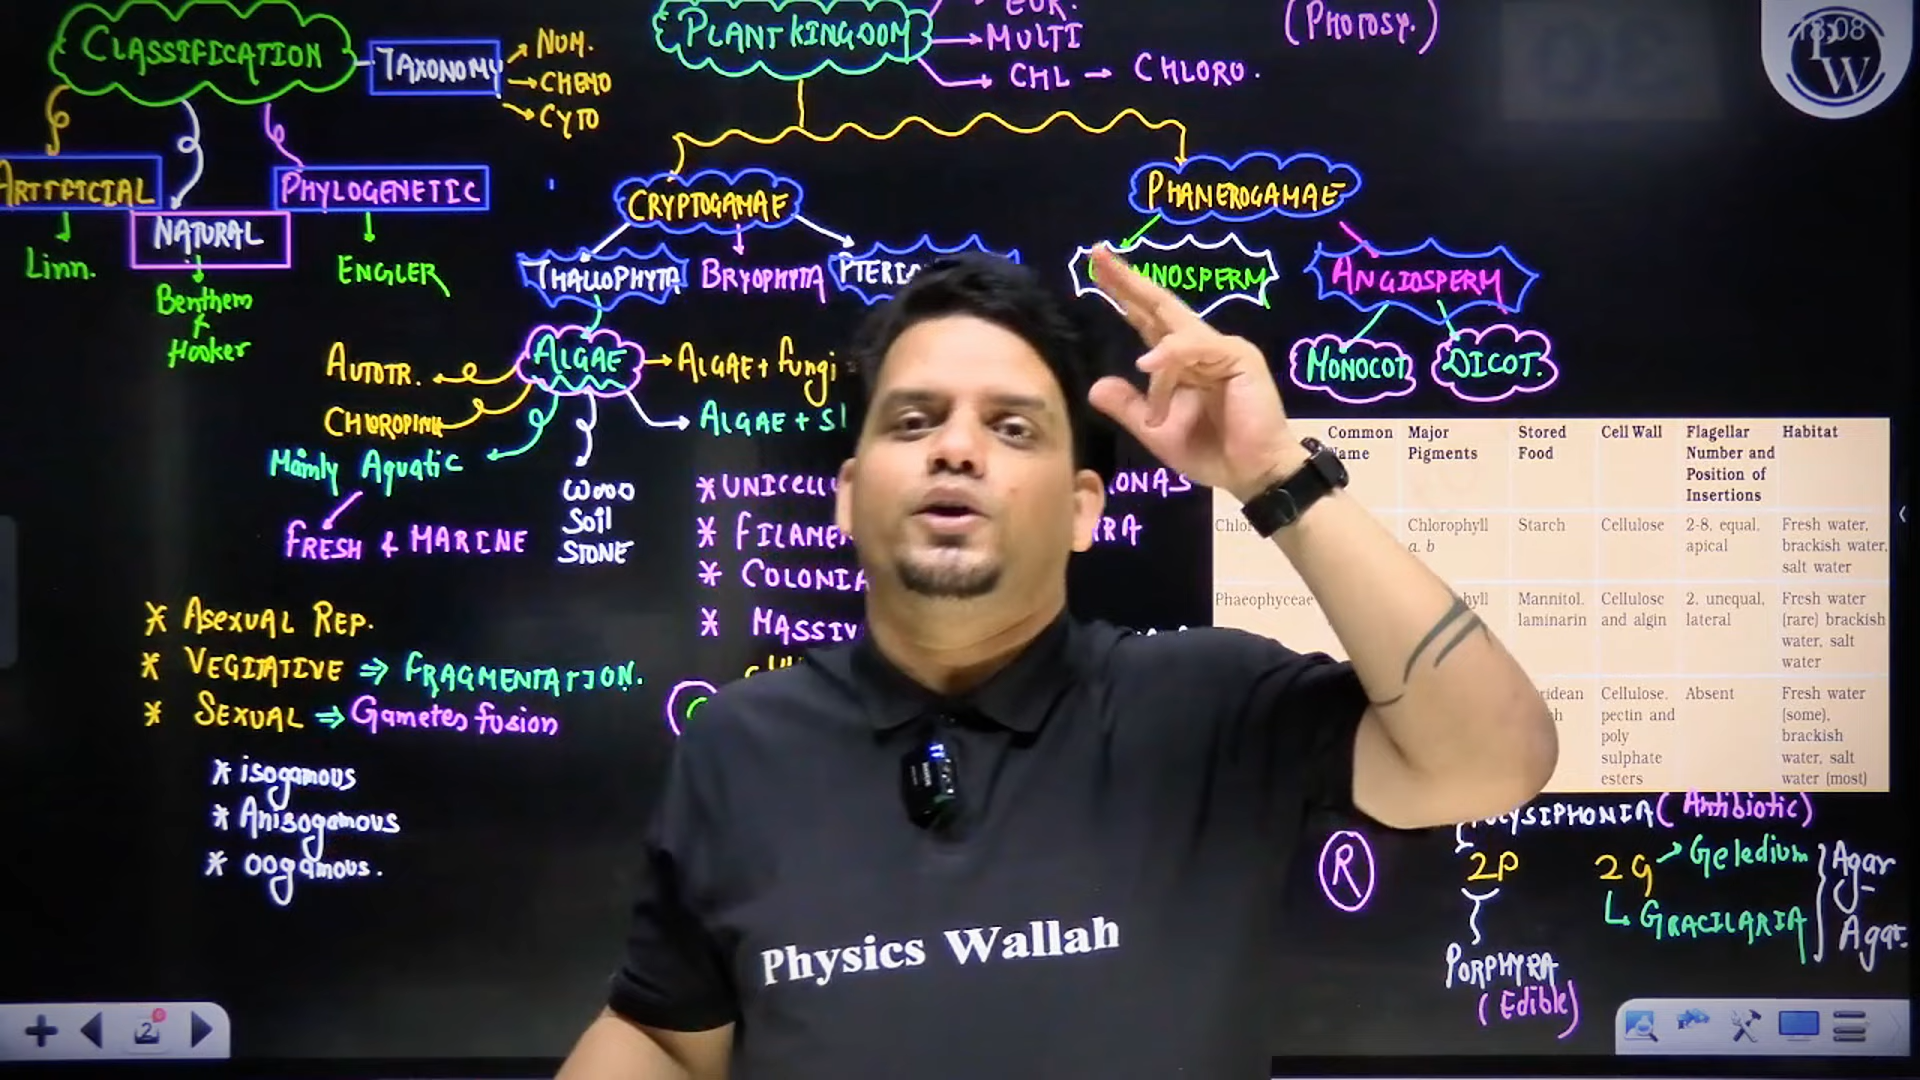 CLASSIFICATION
TAXONOMY
NUM.
CHEMO
CYTO
ARTIFICIAL
Linn.
NATURAL
Benthem
&
Hooker
PHYLOGENETIC
ENGLER
PLANT KINGDOM
EUK.
MULTI
CHL → CHLORO.
(PHOTOSY.)
18:08
PW
CRYPTOGAMAE
PHANEROGAMAE
THALLOPHYTA
BRYOPHYTA
ANGIOSPERM
MONOCOT
DICOT.
ALGAE
AUTOTR.
Mainly Aquatic
FRESH & MARINE
WOOD
Soil
STONE
ALGAE + fungi
ALGAE +
* ASEXUAL REP.
* VEGITATIVE ⇒ FRAGMENTATION.
* SEXUAL ⇒ Gametes fusion
* isogamous
* Anisogamous
* oogamous.
Common
Major Pigments
Stored Food
Cell Wall
Flagellar Number and Position of Insertions
Habitat
Chlorophyll a, b
Starch
Cellulose
2-8, equal, apical
Fresh water, brackish water, salt water
Phaeophyceae
Mannitol, laminarin
Cellulose and algin
2, unequal, lateral
Fresh water (rare) brackish water, salt water
Cellulose, pectin and poly sulphate esters
Absent
Fresh water (some), brackish water, salt water (most)
(Antibiotic)
R
2P
PORPHYRA
(Edible)
2G
Geledium
GRACILARIA
Agar
Agar.
Physics Wallah
2